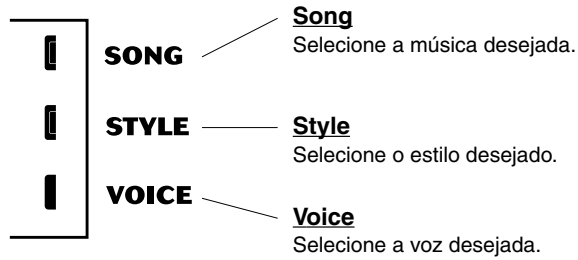 SONG
STYLE
VOICE
Song
Selecione a música desejada.
Style
Selecione o estilo desejado.
Voice
Selecione a voz desejada.